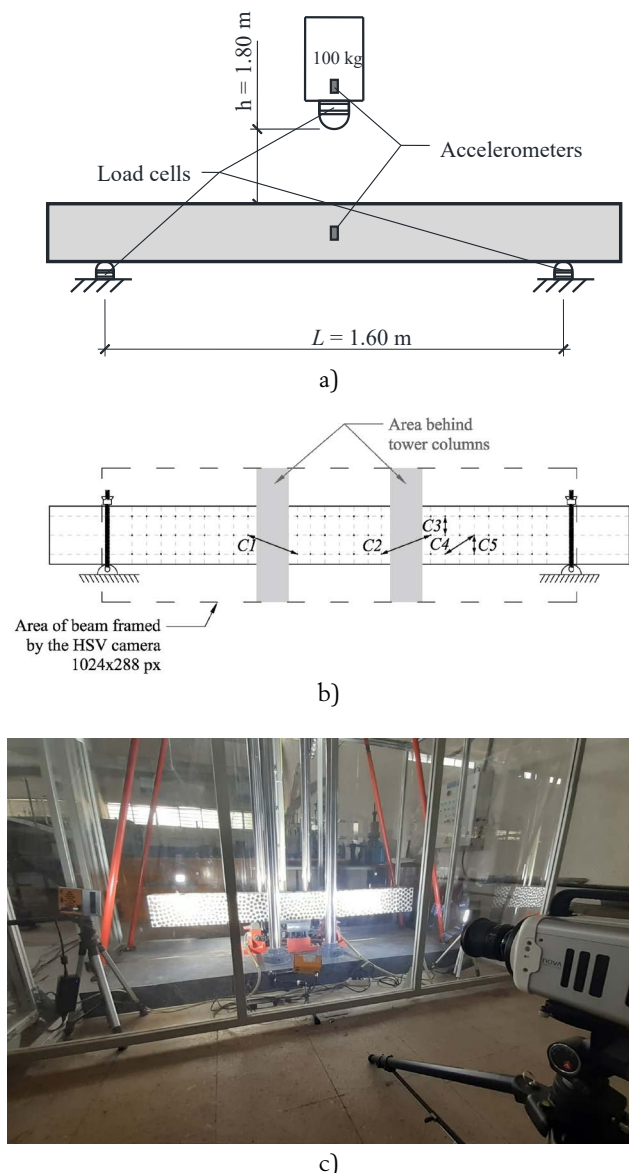 100 kg
h = 1.80 m
Accelerometers
Load cells
L = 1.60 m
a)
Area behind
tower columns
C3
C1
C2
C4
C5
Area of beam framed
by the HSV camera
1024x288 px
b)
NOVA
c)